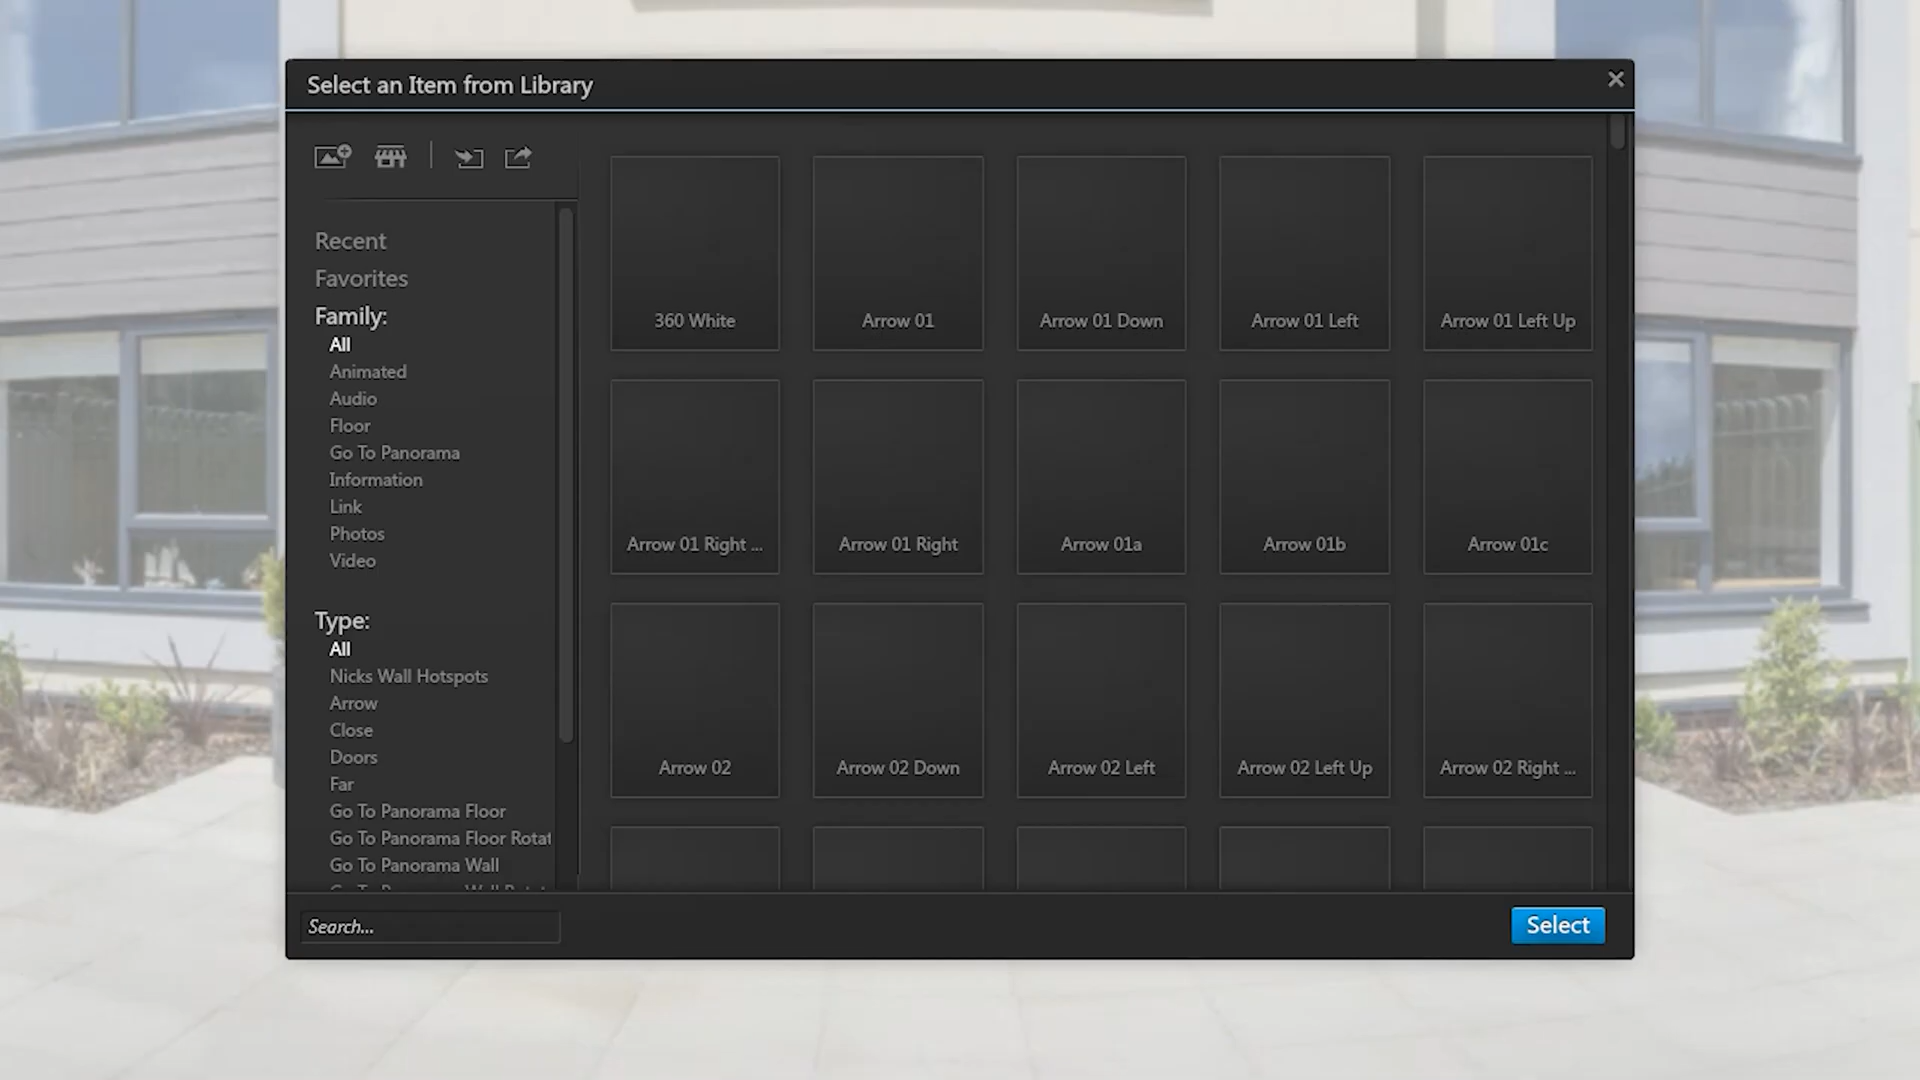 Select an Item from Library
Recent
Favorites
Family:
All
Animated
Audio
Floor
Go To Panorama
Information
Link
Photos
Video
Type:
All
Nicks Wall Hotspots
Arrow
Close
Doors
Far
Go To Panorama Floor
Go To Panorama Floor Rotat
Go To Panorama Wall
360 White
Arrow 01
Arrow 01 Down
Arrow 01 Left
Arrow 01 Left Up
Arrow 01 Right ...
Arrow 01 Right
Arrow 01a
Arrow 01b
Arrow 01c
Arrow 02
Arrow 02 Down
Arrow 02 Left
Arrow 02 Left Up
Arrow 02 Right ...
Search...
Select